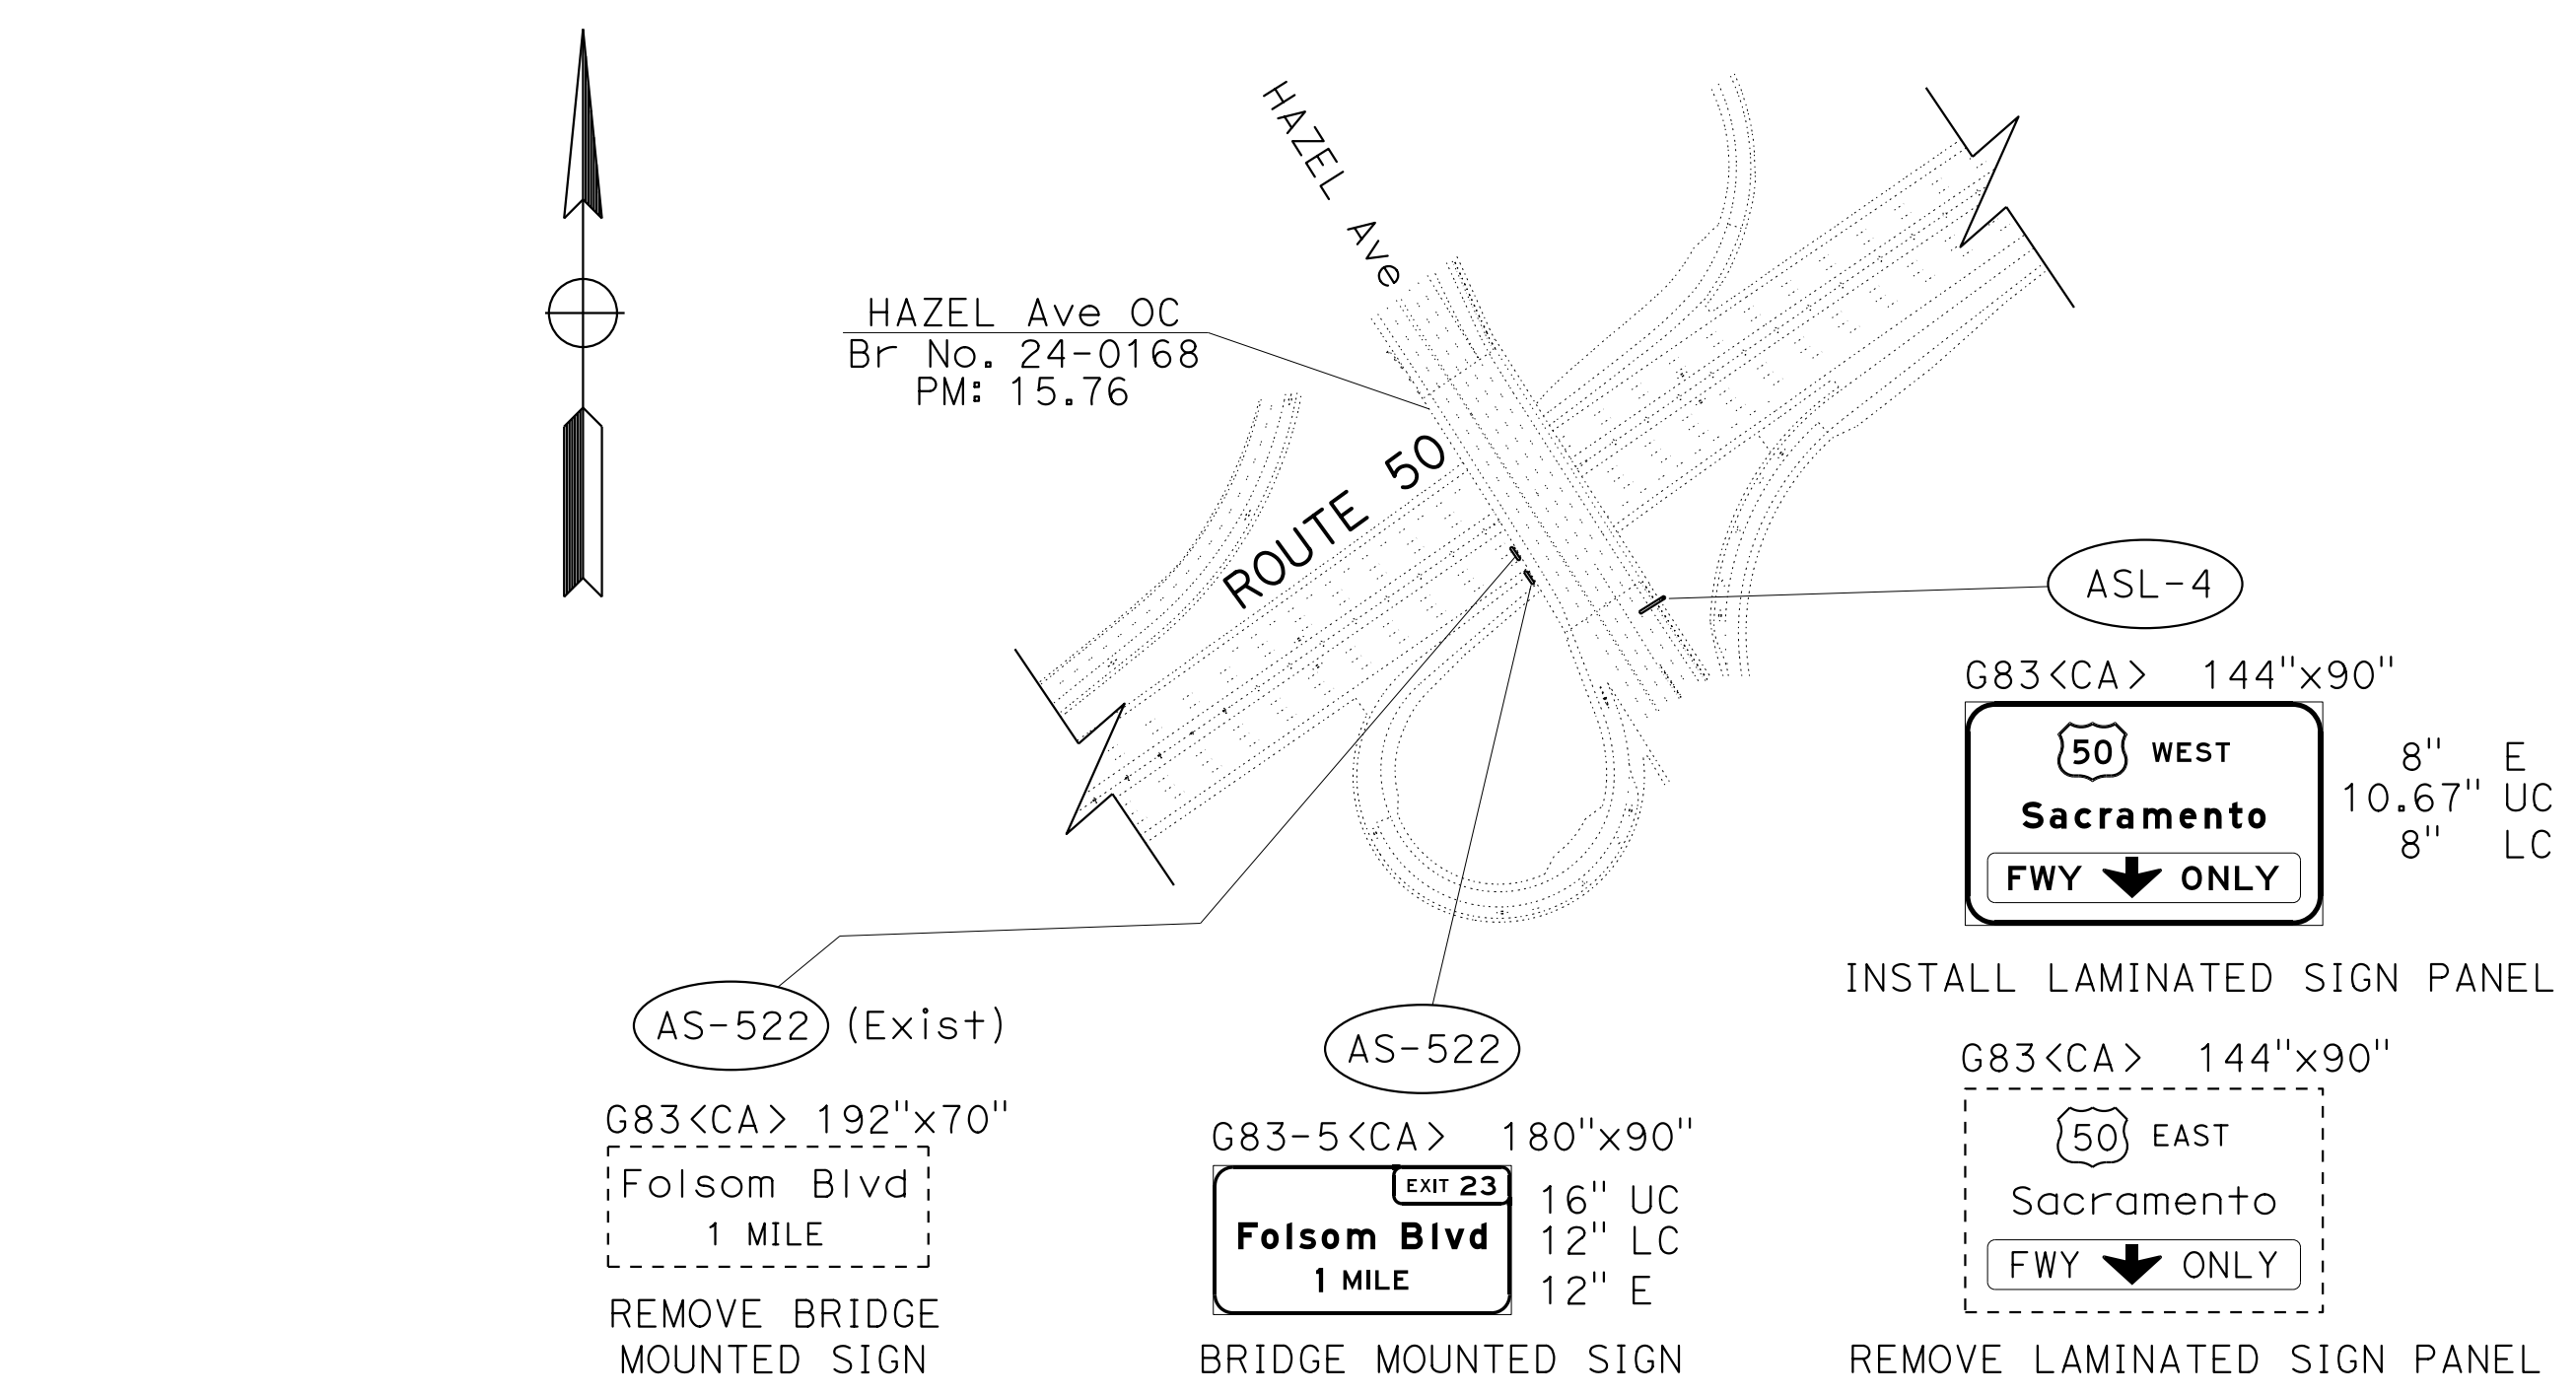 HAZEL Ave
HAZEL Ave OC
Br No. 24-0168
PM: 15.76
ROUTE 50
ASL-4
G83<CA> 144"x90"
50 WEST
Sacramento
FWY ONLY
8" E
10.67" UC
8" LC
INSTALL LAMINATED SIGN PANEL
AS-522 (Exist)
G83<CA> 192"x70"
Folsom Blvd
1 MILE
REMOVE BRIDGE
MOUNTED SIGN
AS-522
G83-5<CA> 180"x90"
EXIT 23
Folsom Blvd
1 MILE
16" UC
12" LC
12" E
BRIDGE MOUNTED SIGN
G83<CA> 144"x90"
50 EAST
Sacramento
FWY ONLY
REMOVE LAMINATED SIGN PANEL